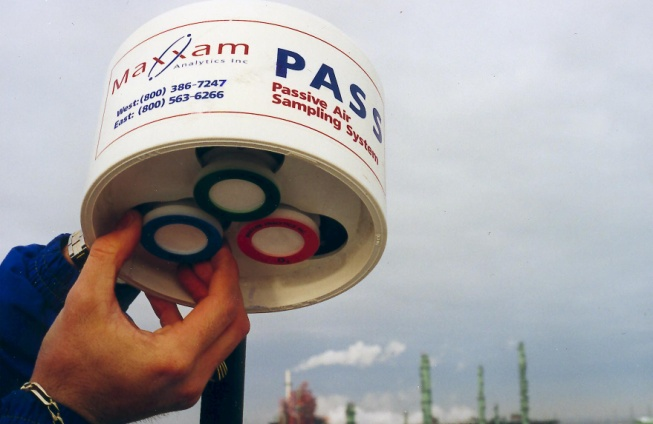 Maxxam
Analytics Inc
West:(800) 386-7247
East: (800) 563-6266
PASS
Passive Air
Sampling System